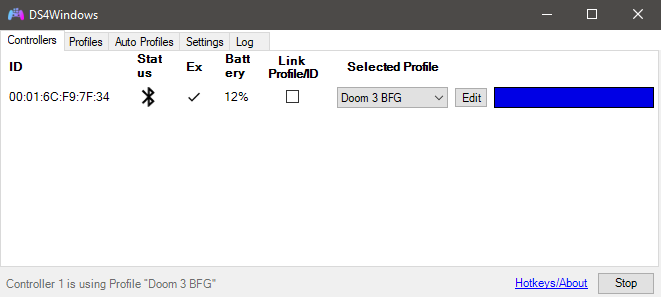 DS4Windows
Controllers Profiles Auto Profiles Settings Log
ID Stat us Ex Batt ery Link Profile/ID Selected Profile
00:01:6C:F9:7F:34 12% Doom 3 BFG Edit
Controller 1 is using Profile "Doom 3 BFG" Hotkeys/About Stop